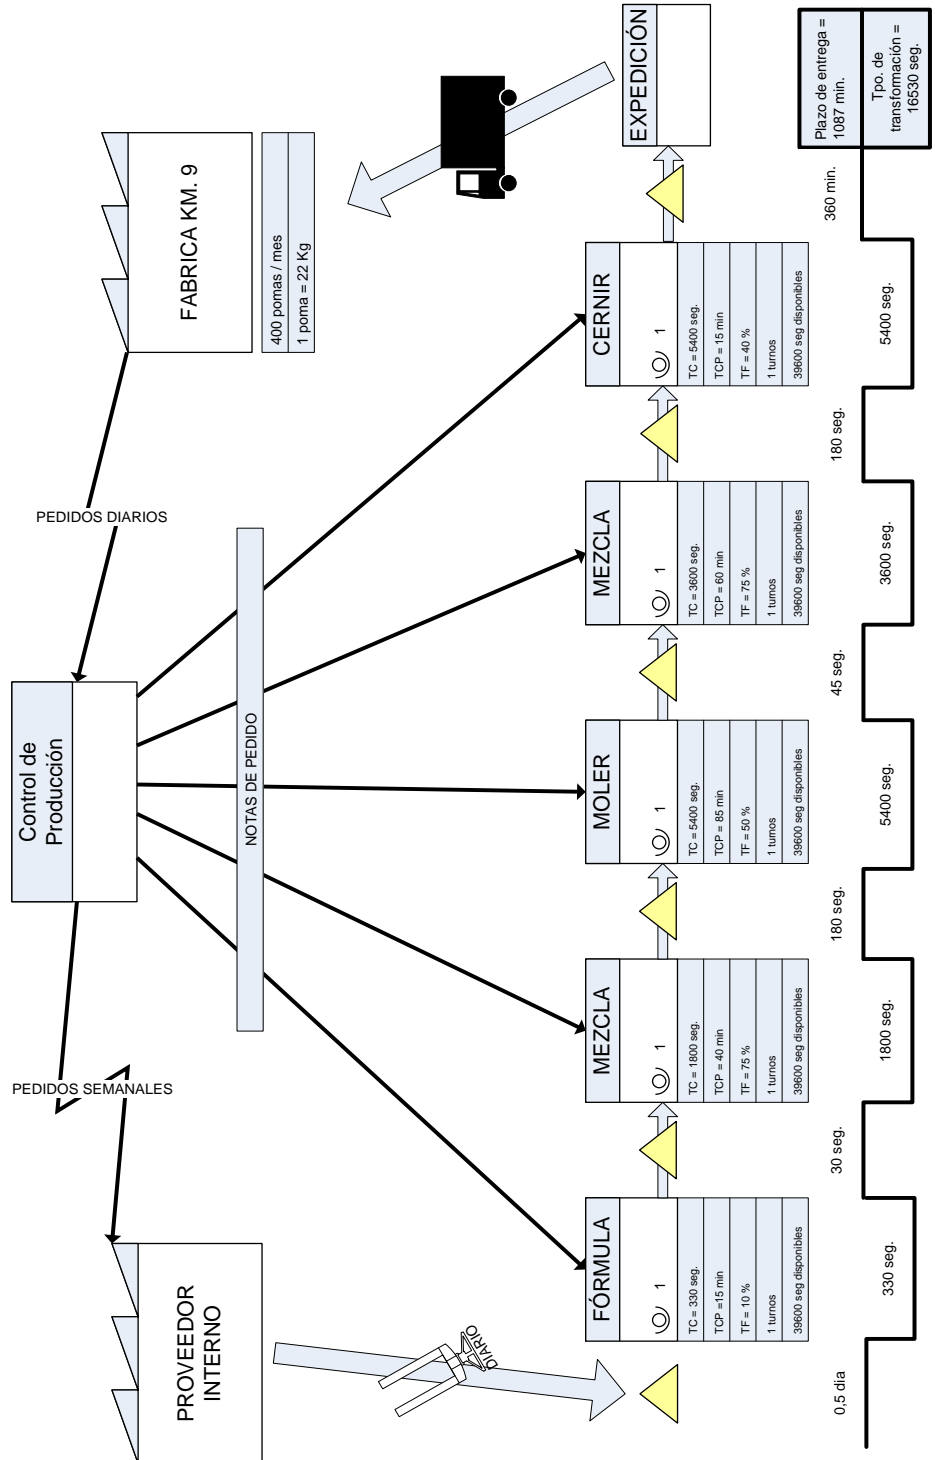 PROVEEDOR
INTERNO
PEDIDOS SEMANALES
Control de
Producción
PEDIDOS DIARIOS
FABRICA KM. 9
400 pomas / mes
1 poma = 22 Kg
NOTAS DE PEDIDO
DIARIO
FÓRMULA
1
TC = 330 seg.
TCP =15 min
TF = 10 %
1 turnos
39600 seg disponibles
MEZCLA
1
TC = 1800 seg.
TCP = 40 min
TF = 75 %
1 turnos
39600 seg disponibles
MOLER
1
TC = 5400 seg.
TCP = 85 min
TF = 50 %
1 turnos
39600 seg disponibles
MEZCLA
1
TC = 3600 seg.
TCP = 60 min
TF = 75 %
1 turnos
39600 seg disponibles
CERNIR
1
TC = 5400 seg.
TCP = 15 min
TF = 40 %
1 turnos
39600 seg disponibles
EXPEDICIÓN
0,5 dia
330 seg.
30 seg.
1800 seg.
180 seg.
5400 seg.
45 seg.
3600 seg.
180 seg.
5400 seg.
360 min.
Plazo de entrega =
1087 min.
Tpo. de
transformación =
16530 seg.